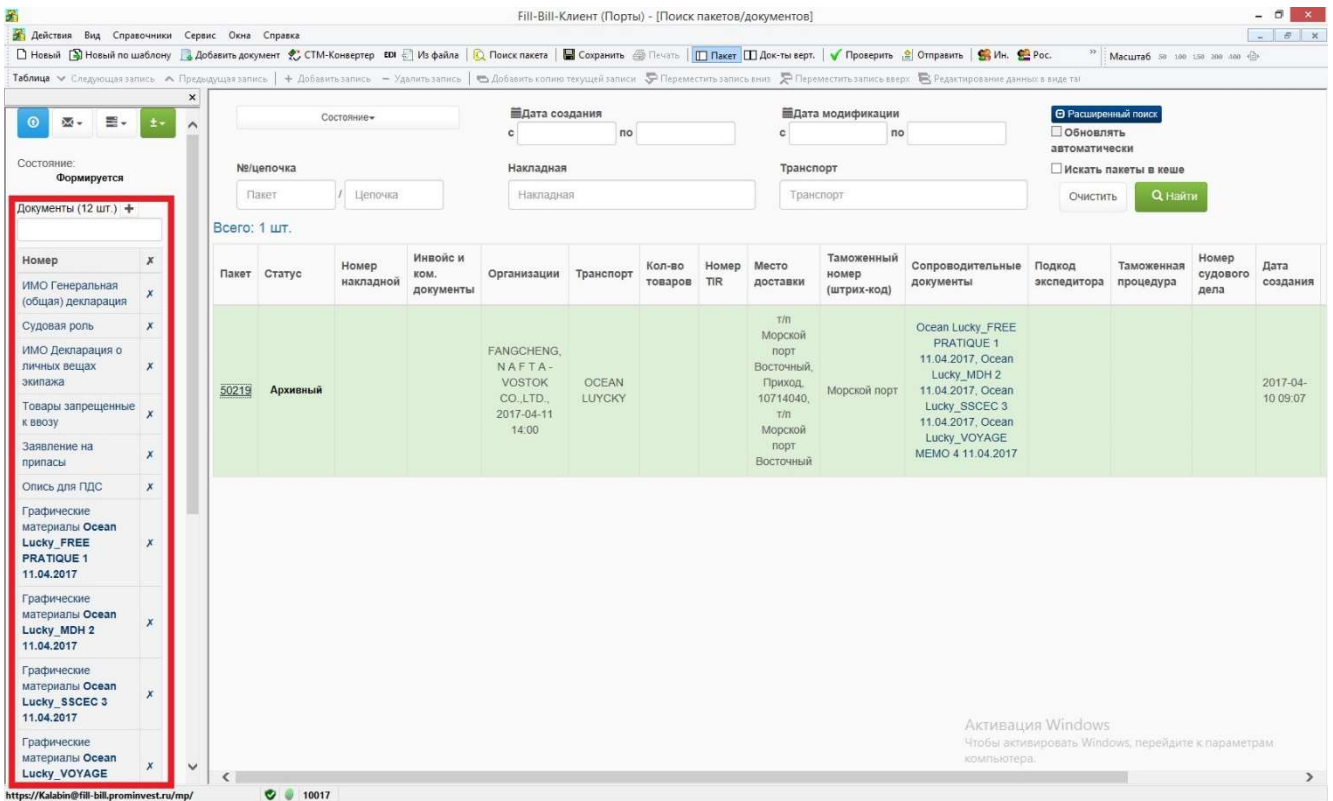 Fill-Bill-Клиент (Порты) - [Поиск пакетов/документов]
Действия Вид Справочники Сервис Окна Справка
Новый Новый по шаблону Добавить документ СТМ-Конвертер EDI Из файла Поиск пакета Сохранить Печать Пакет Док-ты верт. Проверить Отправить Ин. Рос. » Масштаб 50 100 150 200 400
Таблица Следующая запись Предыдущая запись + Добавить запись − Удалить запись Добавить копию текущей записи Переместить запись вниз Переместить запись вверх Редактирование данных в виде таі
Состояние:
Формируется
Документы (12 шт.) +
Номер ✗
ИМО Генеральная
(общая) декларация ✗
Судовая роль ✗
ИМО Декларация о
личных вещах
экипажа ✗
Товары запрещенные
к ввозу ✗
Заявление на
припасы ✗
Опись для ПДС ✗
Графические
материалы Ocean
Lucky_FREE
PRATIQUE 1
11.04.2017 ✗
Графические
материалы Ocean
Lucky_MDH 2
11.04.2017 ✗
Графические
материалы Ocean
Lucky_SSCEC 3
11.04.2017 ✗
Графические
материалы Ocean
Lucky_VOYAGE ✗
Состояние
Дата создания
с по
Дата модификации
с по
Расширенный поиск
Обновлять
автоматически
Искать пакеты в кеше
Очистить Найти
№/цепочка
Пакет / Цепочка
Накладная
Накладная
Транспорт
Транспорт
Всего: 1 шт.
Пакет
Статус
Номер
накладной
Инвойс и
ком.
документы
Организации
Транспорт
Кол-во
товаров
Номер
TIR
Место
доставки
Таможенный
номер
(штрих-код)
Сопроводительные
документы
Подкод
экспедитора
Таможенная
процедура
Номер
судового
дела
Дата
создания
50219
Архивный
FANGCHENG,
N A F T A -
VOSTOK
CO.,LTD.,
2017-04-11
14:00
OCEAN
LUYCKY
т/п
Морской
порт
Восточный,
Приход,
10714040,
т/п
Морской
порт
Восточный
Морской порт
Ocean Lucky_FREE
PRATIQUE 1
11.04.2017, Ocean
Lucky_MDH 2
11.04.2017, Ocean
Lucky_SSCEC 3
11.04.2017, Ocean
Lucky_VOYAGE
MEMO 4 11.04.2017
2017-04-
10 09:07
Активация Windows
Чтобы активировать Windows, перейдите к параметрам
компьютера.
https://Kalabin@fill-bill.prominvest.ru/mp/ 10017